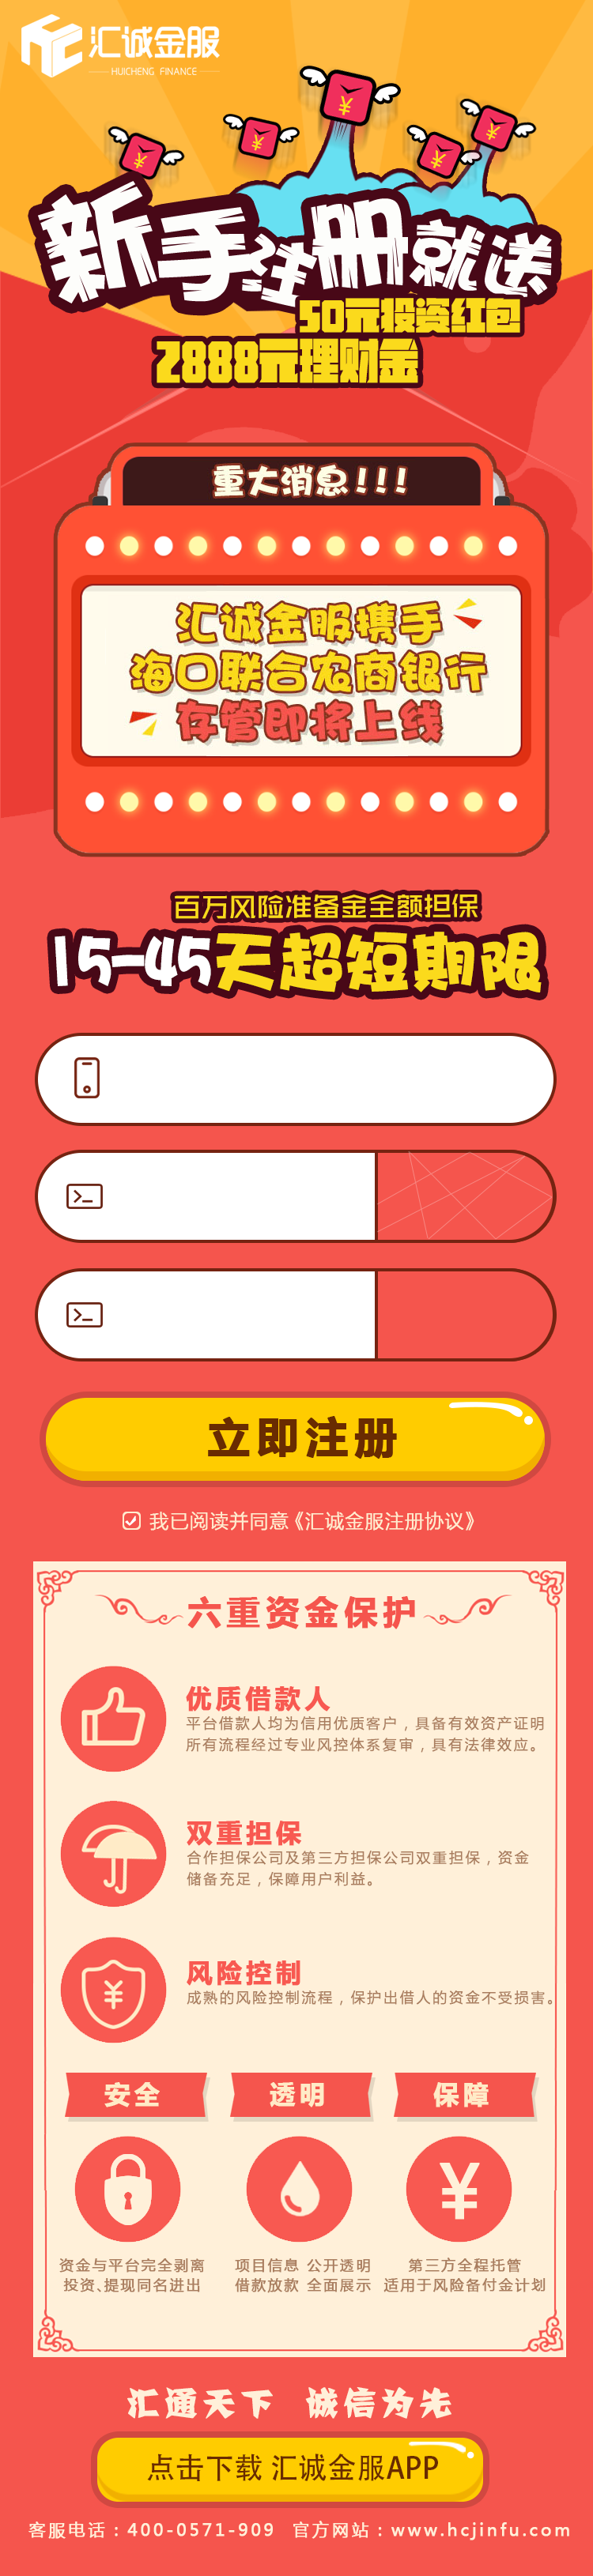 汇诚金服
HUICHENG FINANCE
新手注册就送
50元投资红包
2888元理财金
重大消息!!!
汇诚金服携手
海口联合农商银行
存管即将上线
百万风险准备金全额担保
15-45天超短期限
立即注册
我已阅读并同意《汇诚金服注册协议》
六重资金保护
优质借款人
平台借款人均为信用优质客户，具备有效资产证明
所有流程经过专业风控体系复审，具有法律效应。
双重担保
合作担保公司及第三方担保公司双重担保，资金
储备充足，保障用户利益。
风险控制
成熟的风险控制流程，保护出借人的资金不受损害。
安全 透明 保障
资金与平台完全剥离 项目信息 公开透明 第三方全程托管
投资、提现同名进出 借款放款 全面展示 适用于风险备付金计划
汇通天下 诚信为先
点击下载 汇诚金服APP
客服电话：400-0571-909 官方网站：www.hcjinfu.com